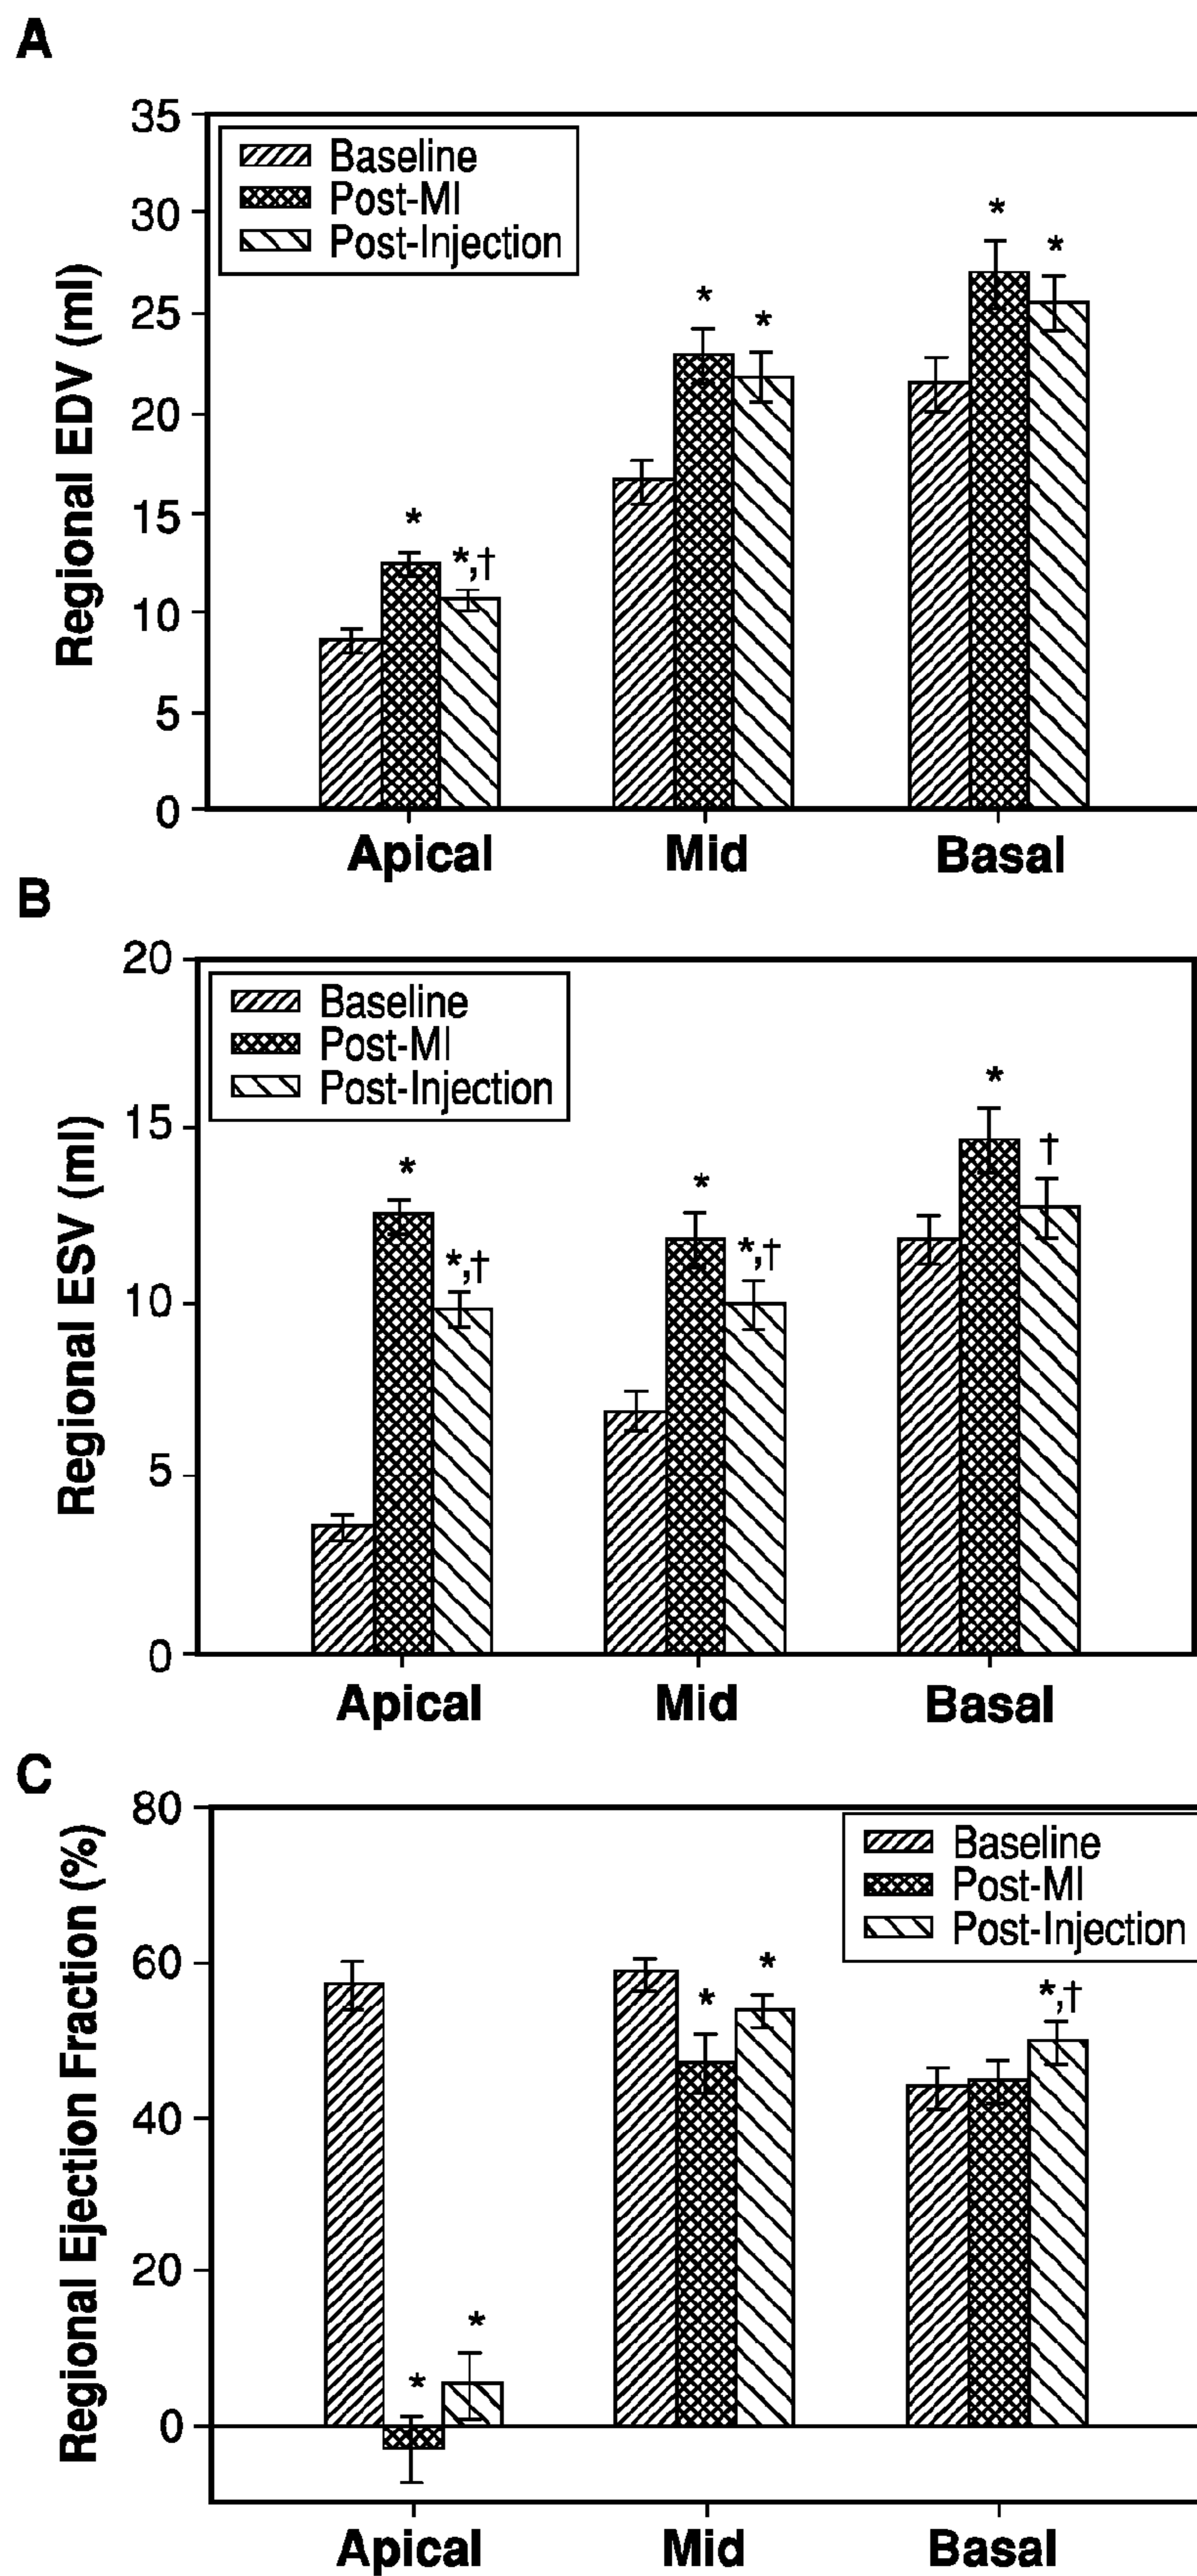 A
Regional EDV (ml)
35
30
25
20
15
10
5
0
Baseline
Post-MI
Post-Injection
*
*,†
*
*
*
*
Apical Mid Basal
B
Regional ESV (ml)
20
15
10
5
0
Baseline
Post-MI
Post-Injection
*
*,†
*
*,†
*
†
Apical Mid Basal
C
Regional Ejection Fraction (%)
80
60
40
20
0
Baseline
Post-MI
Post-Injection
*
*
*
*
*,†
Apical Mid Basal